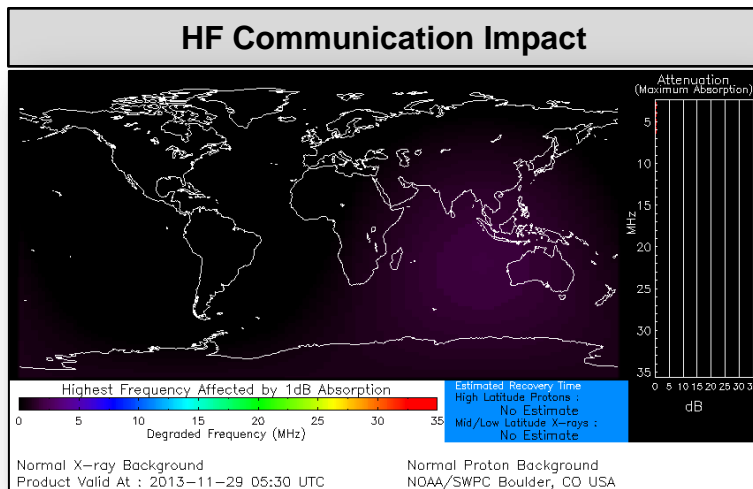 HF Communication Impact
Attenuation
(Maximum Absorption)
5
10
15
20
25
30
35
MHz
0 5 10 15 20 25 30 3
dB
Highest Frequency Affected by 1dB Absorption
0 5 10 15 20 25 30 35
Degraded Frequency (MHz)
Estimated Recovery Time
High Latitude Protons :
No Estimate
Mid/Low Latitude X-rays :
No Estimate
Normal X-ray Background
Product Valid At : 2013-11-29 05:30 UTC
Normal Proton Background
NOAA/SWPC Boulder, CO USA